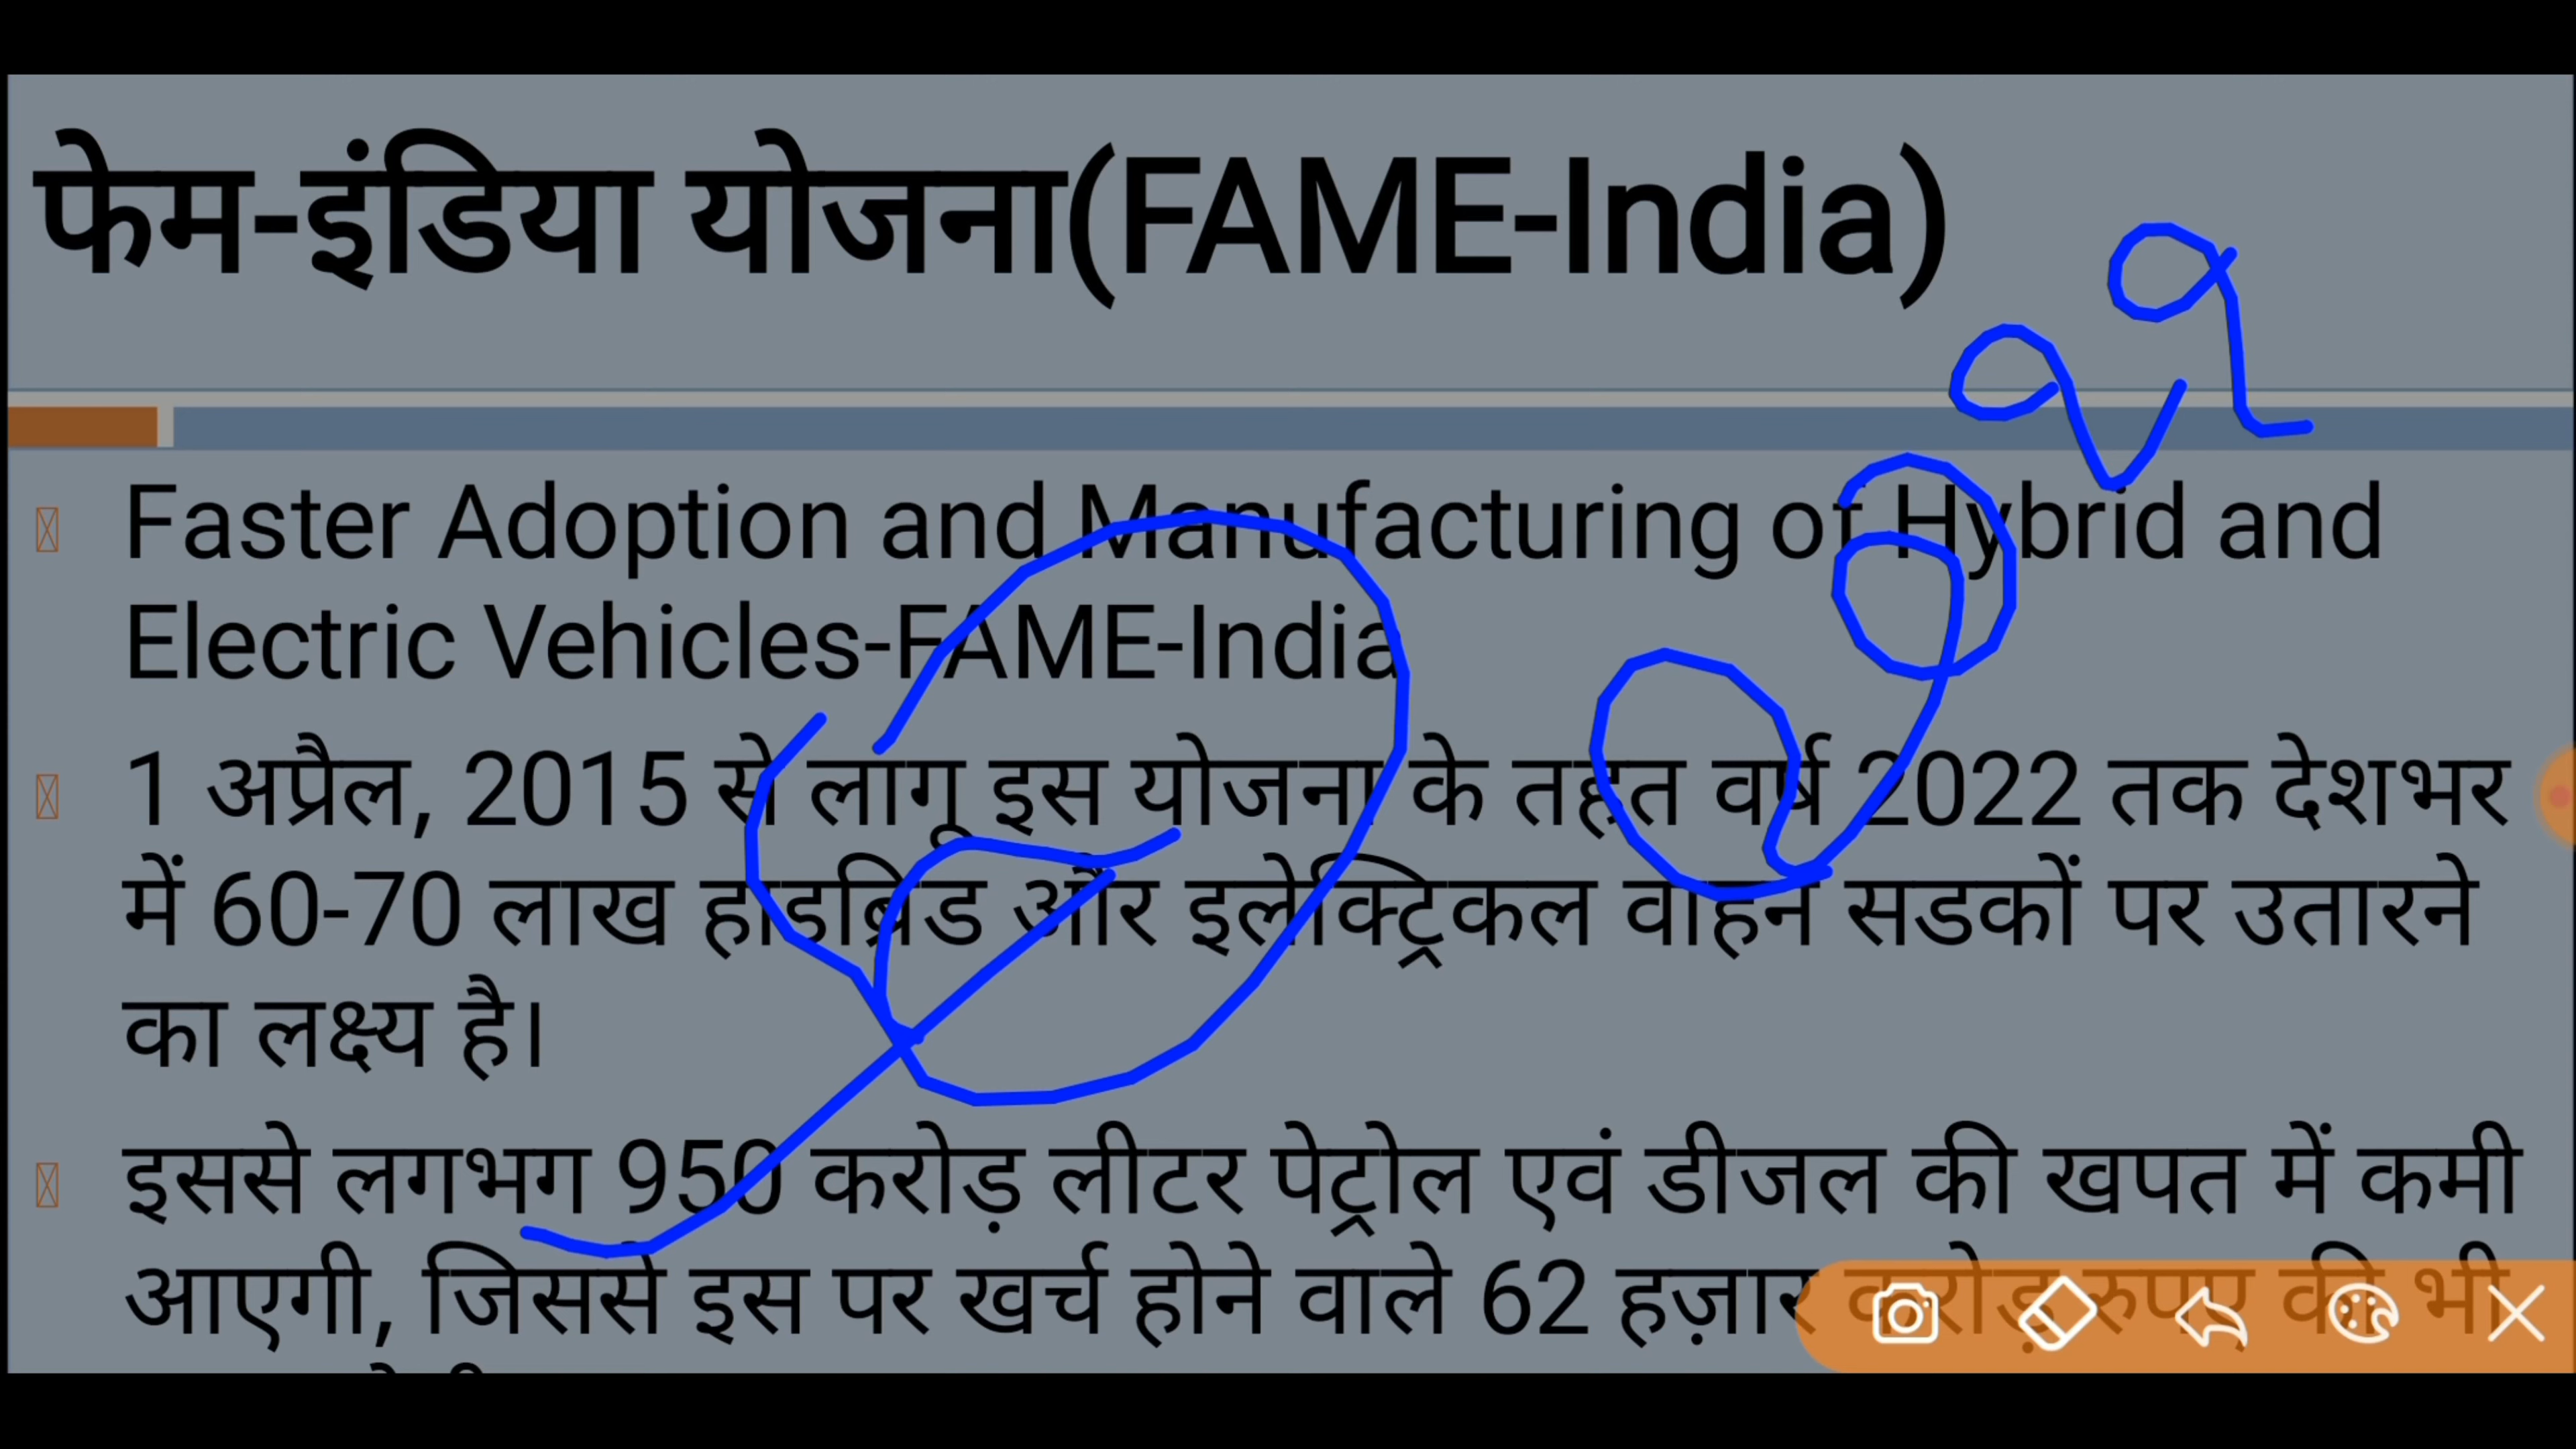 फेम-इंडिया योजना(FAME-India)
Faster Adoption and Manufacturing of Hybrid and
Electric Vehicles-FAME-India
1 अप्रैल, 2015 से लागू इस योजना के तहत वर्ष 2022 तक देशभर
में 60-70 लाख हाइब्रिड और इलेक्ट्रिकल वाहन सडकों पर उतारने
का लक्ष्य है।
इससे लगभग 950 करोड़ लीटर पेट्रोल एवं डीजल की खपत में कमी
आएगी, जिससे इस पर खर्च होने वाले 62 हज़ार करोड़ रुपए की भी